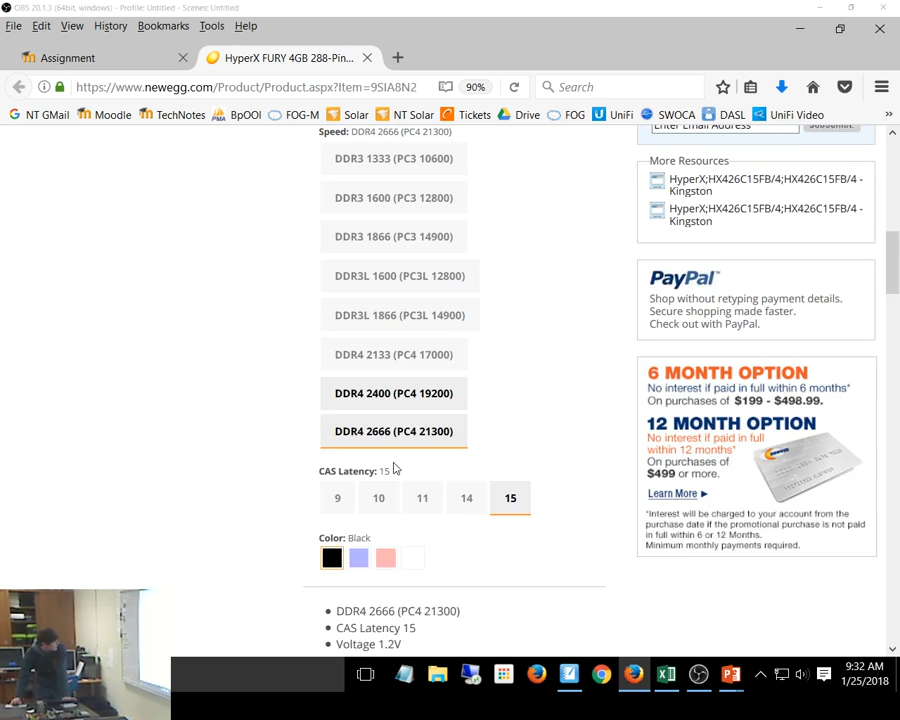 OBS 20.1.3 (64bit, windows) - Profile: Untitled - Scenes: Untitled
File Edit View History Bookmarks Tools Help
Assignment
HyperX FURY 4GB 288-Pin...
https://www.newegg.com/Product/Product.aspx?Item=9SIA8N2
90%
Search
NT GMail Moodle TechNotes BpOOI FOG-M Solar NT Solar Tickets Drive FOG UniFi SWOCA DASL UniFi Video
Speed: DDR4 2666 (PC4 21300)
DDR3 1333 (PC3 10600)
DDR3 1600 (PC3 12800)
DDR3 1866 (PC3 14900)
DDR3L 1600 (PC3L 12800)
DDR3L 1866 (PC3L 14900)
DDR4 2133 (PC4 17000)
DDR4 2400 (PC4 19200)
DDR4 2666 (PC4 21300)
CAS Latency: 15
9 10 11 14 15
Color: Black
DDR4 2666 (PC4 21300)
CAS Latency 15
Voltage 1.2V
Enter Email Address
More Resources
HyperX;HX426C15FB/4;HX426C15FB/4 -
Kingston
HyperX;HX426C15FB/4;HX426C15FB/4 -
Kingston
PayPal™
Shop without retyping payment details.
Secure shopping made faster.
Check out with PayPal.
6 MONTH OPTION
No interest if paid in full within 6 months*
On purchases of $199 - $498.99.
12 MONTH OPTION
No interest if paid in full
within 12 months*
On purchases of
$499 or more.
Learn More
*Interest will be charged to your account from the
purchase date if the promotional purchase is not paid
in full within 6 or 12 Months.
Minimum monthly payments required.
9:32 AM
1/25/2018